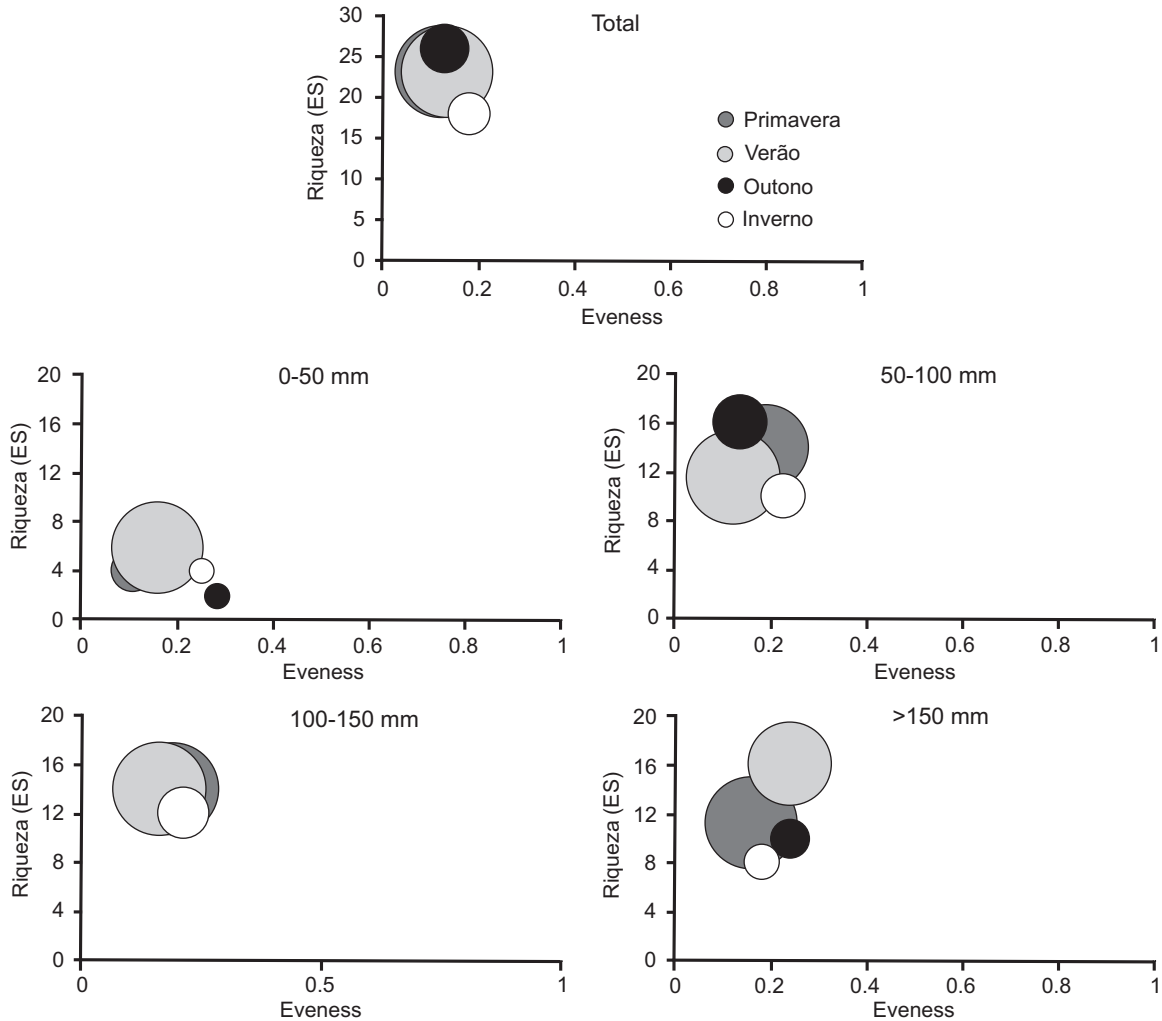 Total
Riqueza (ES)
30
25
20
15
10
5
0
0 0.2 0.4 0.6 0.8 1
Eveness
Primavera
Verão
Outono
Inverno
0-50 mm
Riqueza (ES)
20
16
12
8
4
0
0 0.2 0.4 0.6 0.8 1
Eveness
50-100 mm
Riqueza (ES)
20
16
12
8
4
0
0 0.2 0.4 0.6 0.8 1
Eveness
100-150 mm
Riqueza (ES)
20
16
12
8
4
0
0 0.5 1
Eveness
>150 mm
Riqueza (ES)
20
16
12
8
4
0
0 0.2 0.4 0.6 0.8 1
Eveness